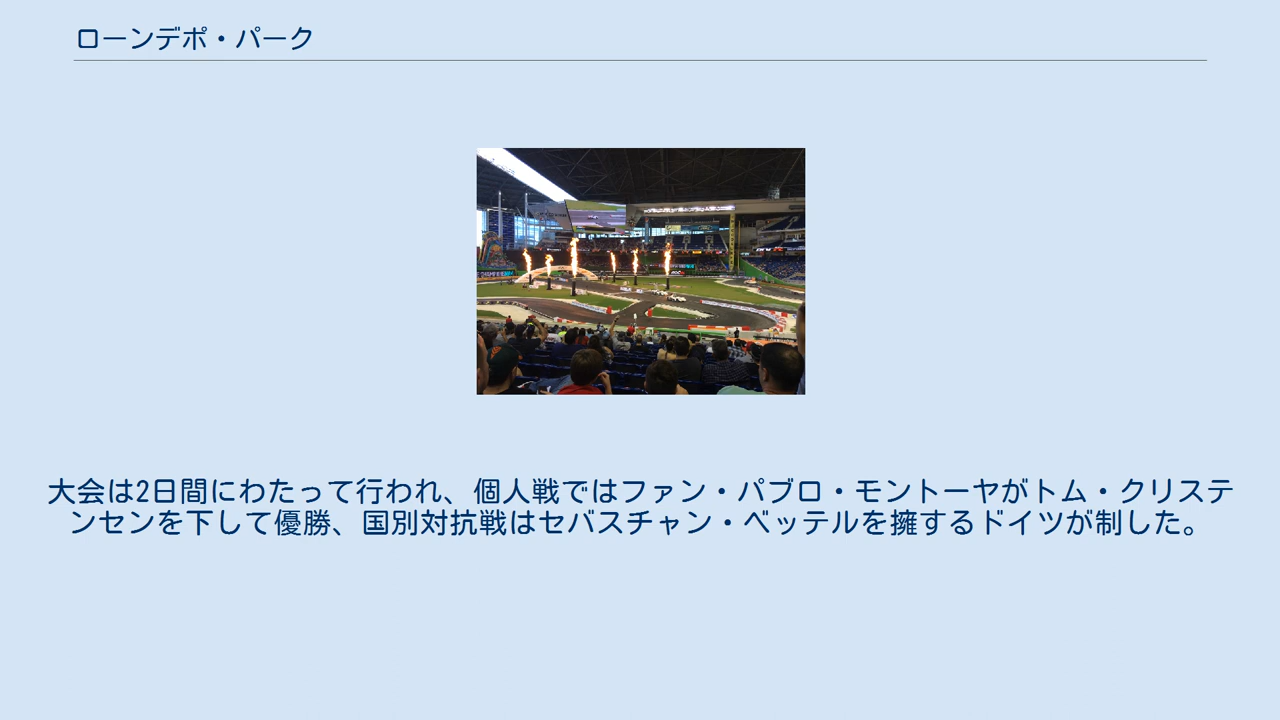 ローンデポ・パーク
大会は2日間にわたって行われ、個人戦ではファン・パブロ・モントーヤがトム・クリステ
ンセンを下して優勝、国別対抗戦はセバスチャン・ベッテルを擁するドイツが制した。